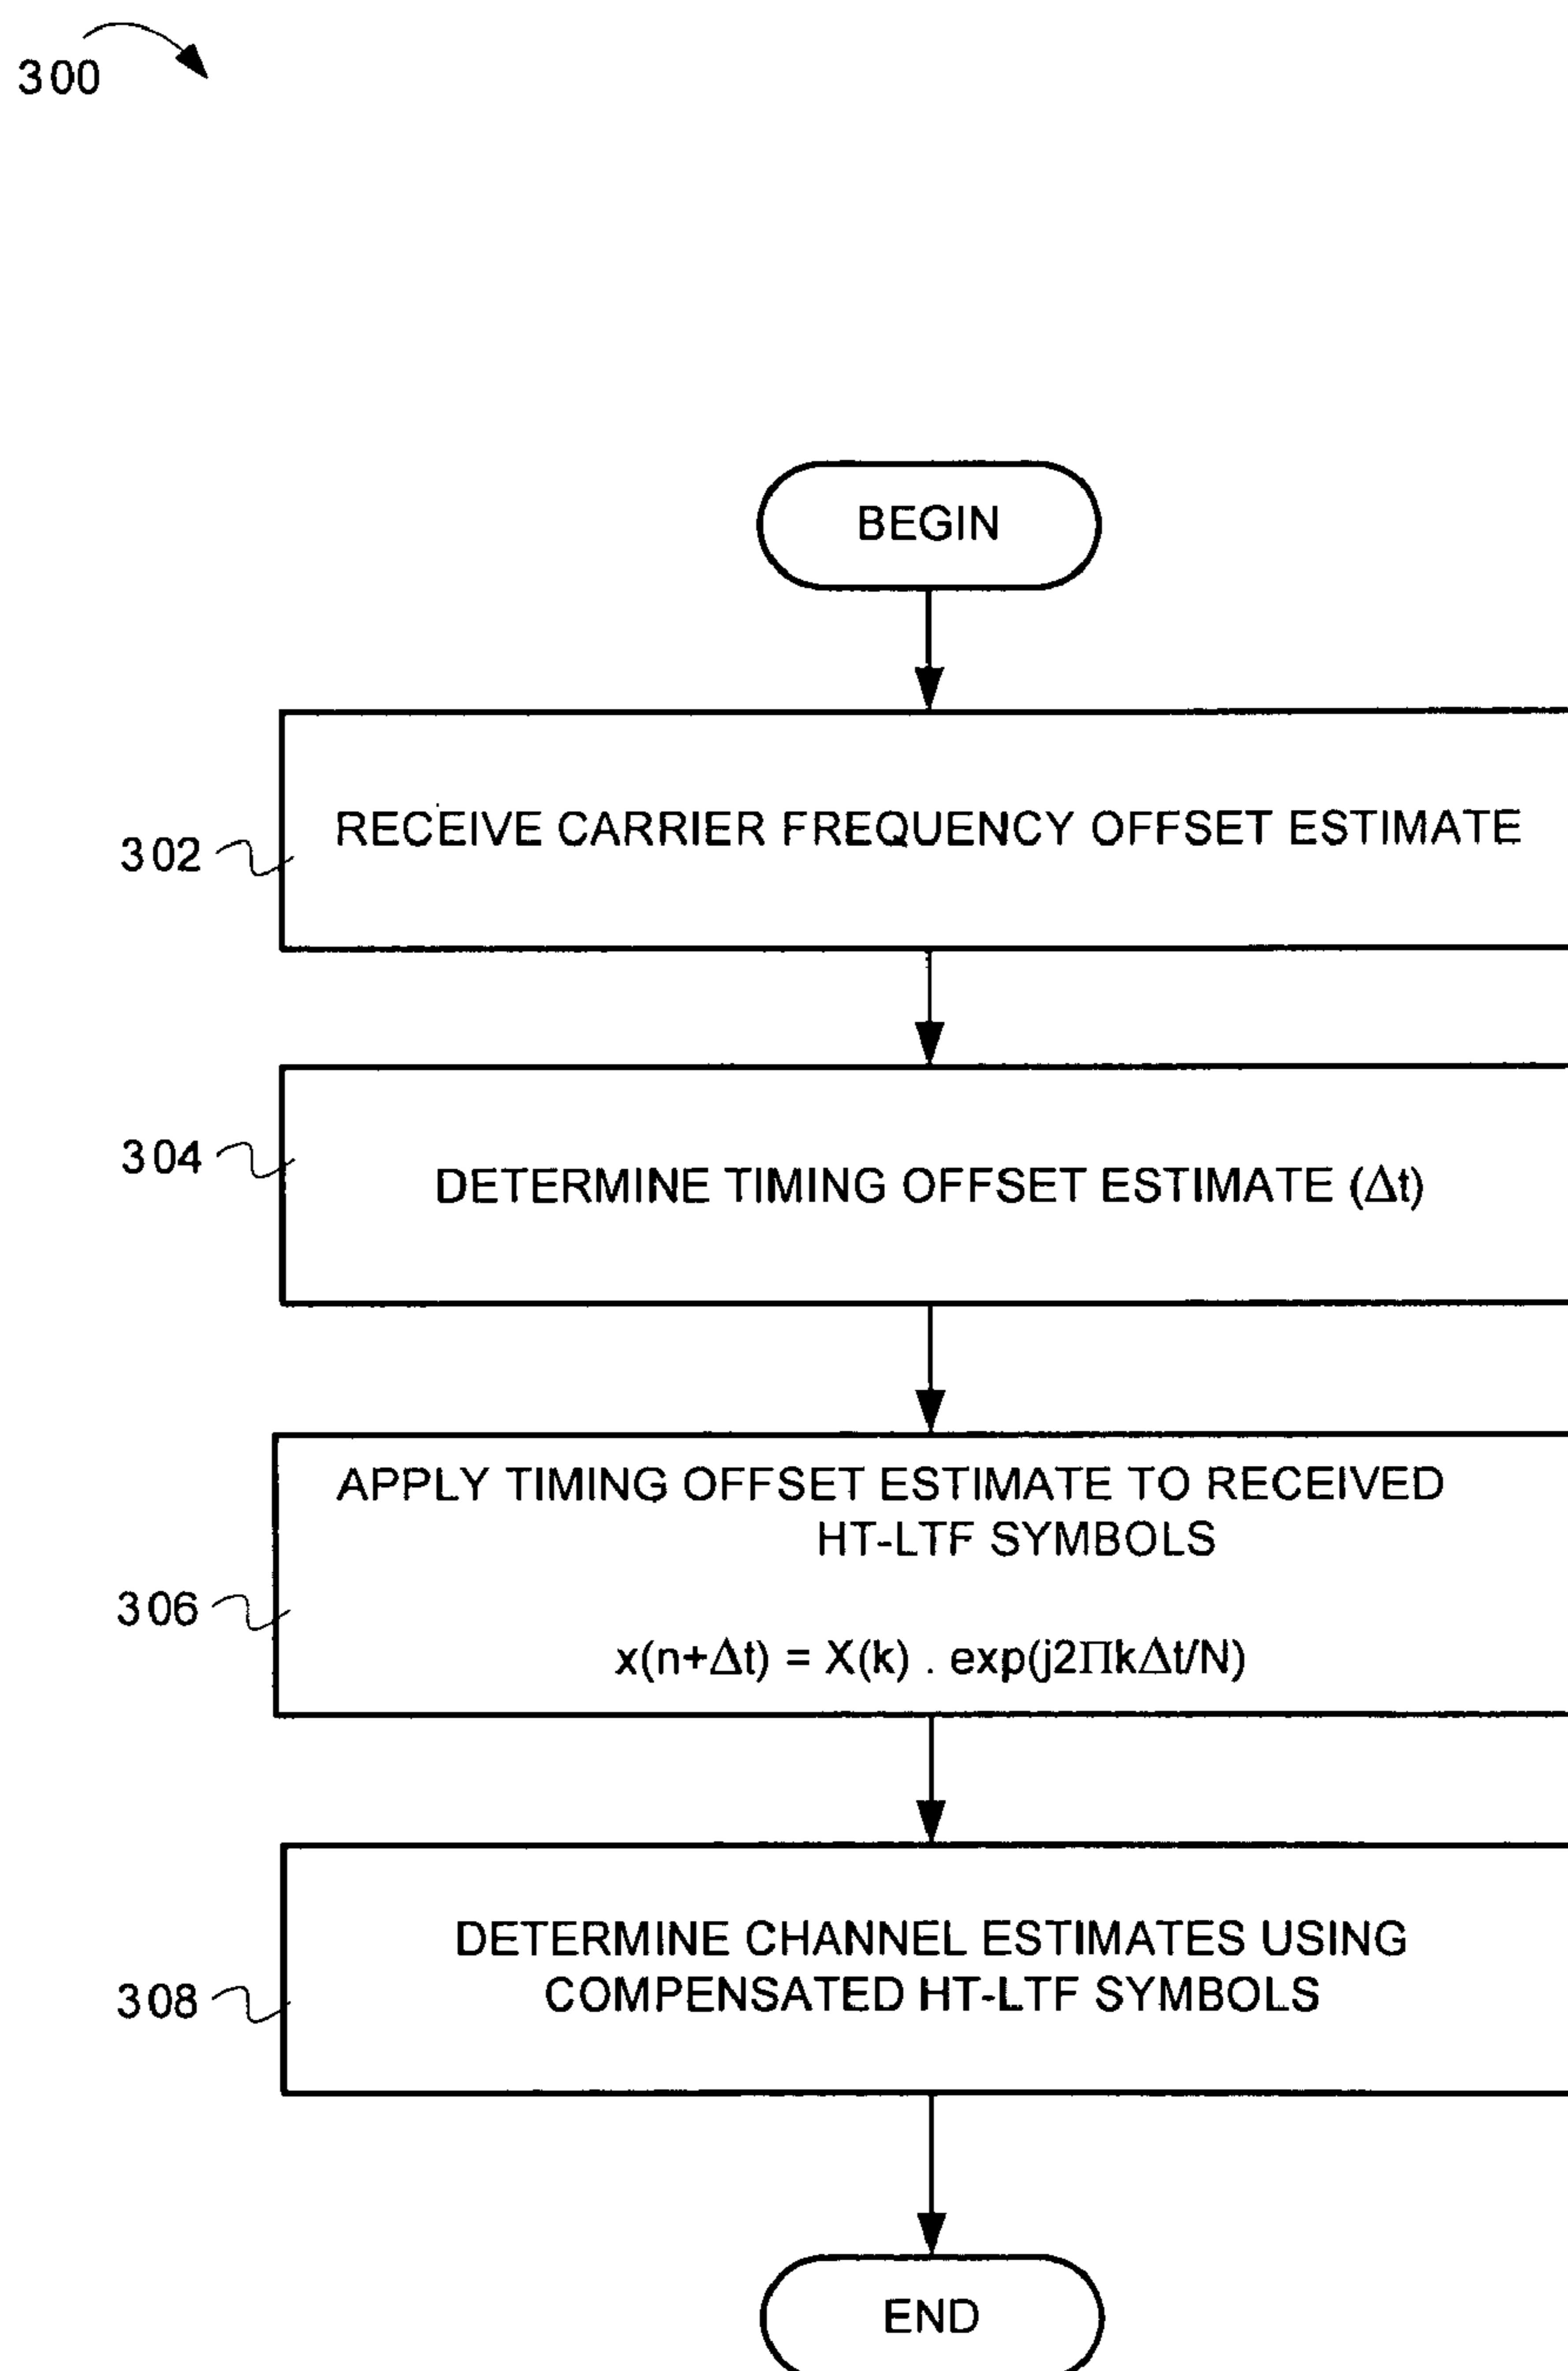 300
BEGIN
RECEIVE CARRIER FREQUENCY OFFSET ESTIMATE
302
DETERMINE TIMING OFFSET ESTIMATE (Δt)
304
APPLY TIMING OFFSET ESTIMATE TO RECEIVED
HT-LTF SYMBOLS
306
x(n+Δt) = X(k) . exp(j2ΠkΔt/N)
DETERMINE CHANNEL ESTIMATES USING
COMPENSATED HT-LTF SYMBOLS
308
END